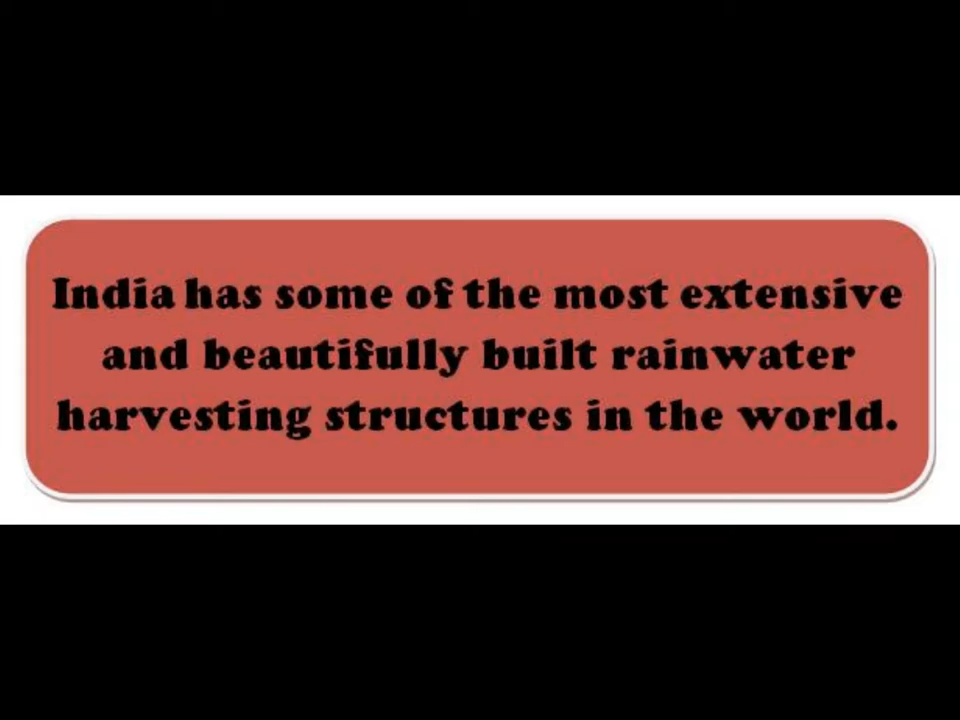 India has some of the most extensive
and beautifully built rainwater
harvesting structures in the world.